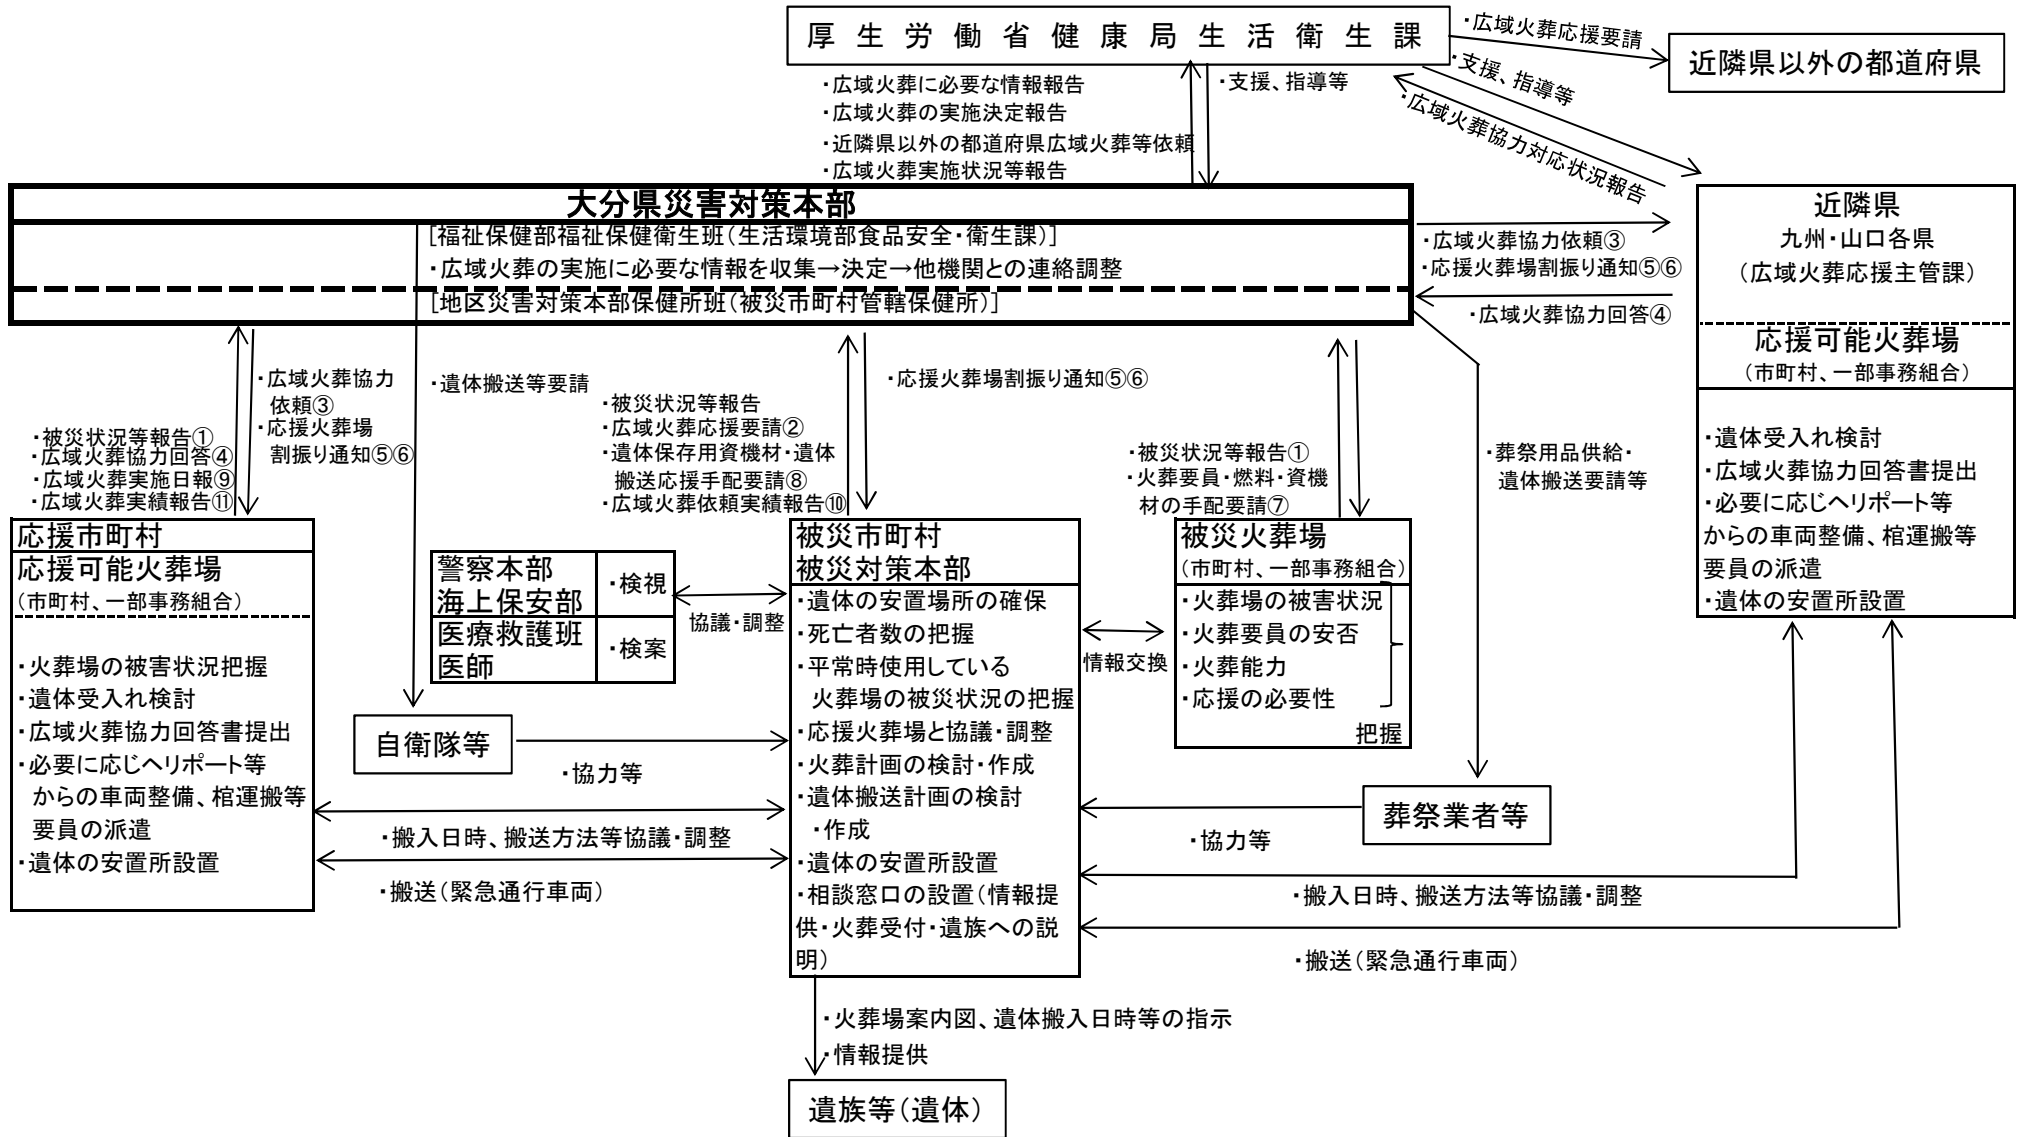 厚生労働省健康局生活衛生課
・広域火葬応援要請
近隣県以外の都道府県
・支援、指導等
・広域火葬協力対応状況報告
・広域火葬に必要な情報報告
・広域火葬の実施決定報告
・近隣県以外の都道府県広域火葬等依頼
・広域火葬実施状況等報告
・支援、指導等
大分県災害対策本部
[福祉保健部福祉保健衛生班(生活環境部食品安全・衛生課)]
・広域火葬の実施に必要な情報を収集→決定→他機関との連絡調整
[地区災害対策本部保健所班(被災市町村管轄保健所)]
・広域火葬協力依頼③
・応援火葬場割振り通知⑤⑥
・広域火葬協力回答④
近隣県
九州・山口各県
(広域火葬応援主管課)
応援可能火葬場
(市町村、一部事務組合)
・遺体受入れ検討
・広域火葬協力回答書提出
・必要に応じヘリポート等
からの車両整備、棺運搬等
要員の派遣
・遺体の安置所設置
・被災状況等報告①
・広域火葬協力回答④
・広域火葬実施日報⑨
・広域火葬実績報告⑪
・広域火葬協力
依頼③
・応援火葬場
割振り通知⑤⑥
・遺体搬送等要請
・被災状況等報告
・広域火葬応援要請②
・遺体保存用資機材・遺体
搬送応援手配要請⑧
・広域火葬依頼実績報告⑩
・応援火葬場割振り通知⑤⑥
・被災状況等報告①
・火葬要員・燃料・資機
材の手配要請⑦
・葬祭用品供給・
遺体搬送要請等
応援市町村
応援可能火葬場
(市町村、一部事務組合)
・火葬場の被害状況把握
・遺体受入れ検討
・広域火葬協力回答書提出
・必要に応じヘリポート等
からの車両整備、棺運搬等
要員の派遣
・遺体の安置所設置
警察本部
海上保安部
・検視
医療救護班
医師
・検案
協議・調整
自衛隊等
・協力等
・搬入日時、搬送方法等協議・調整
・搬送(緊急通行車両)
被災市町村
被災対策本部
・遺体の安置場所の確保
・死亡者数の把握
・平常時使用している
火葬場の被災状況の把握
・応援火葬場と協議・調整
・火葬計画の検討・作成
・遺体搬送計画の検討
・作成
・遺体の安置所設置
・相談窓口の設置(情報提
供・火葬受付・遺族への説
明)
情報交換
被災火葬場
(市町村、一部事務組合)
・火葬場の被害状況
・火葬要員の安否
・火葬能力
・応援の必要性
把握
葬祭業者等
・協力等
・搬入日時、搬送方法等協議・調整
・搬送(緊急通行車両)
・火葬場案内図、遺体搬入日時等の指示
・情報提供
遺族等(遺体)